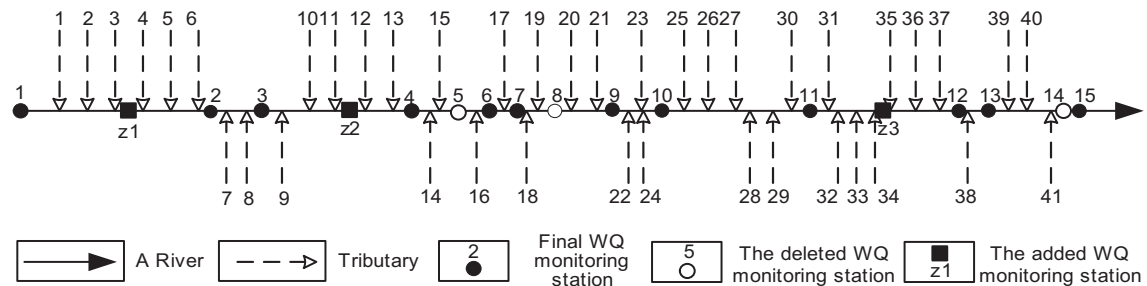 1 2 3 4 5 6 10 11 12 13 15 17 19 20 21 23 25 26 27 30 31 35 36 37 39 40
1 2 3 4 5 6 7 8 9 10 11 12 13 14 15
z1 z2 z3
7 8 9 14 16 18 22 24 28 29 32 33 34 38 41
A River
Tributary
2
Final WQ
monitoring
station
5
The deleted WQ
monitoring station
z1
The added WQ
monitoring station